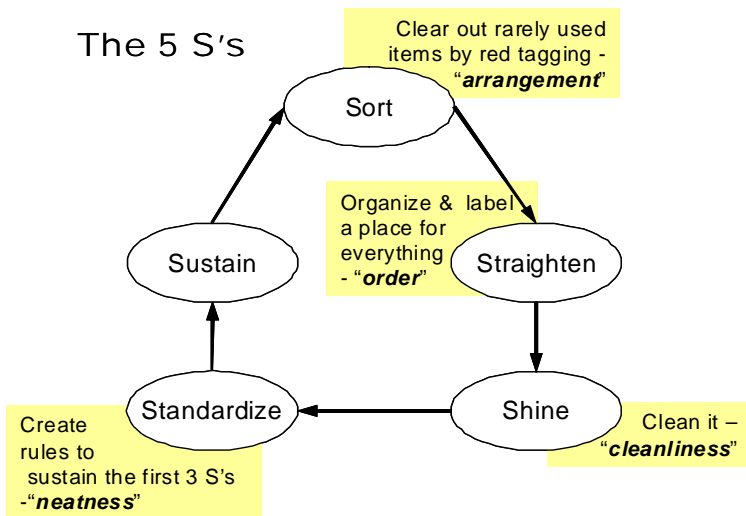 The 5 S's
Clear out rarely used
items by red tagging -
“arrangement”
Sort
Organize & label
a place for
everything
- “order”
Straighten
Sustain
Standardize
Shine
Create
rules to
sustain the first 3 S's
-“neatness”
Clean it –
“cleanliness”